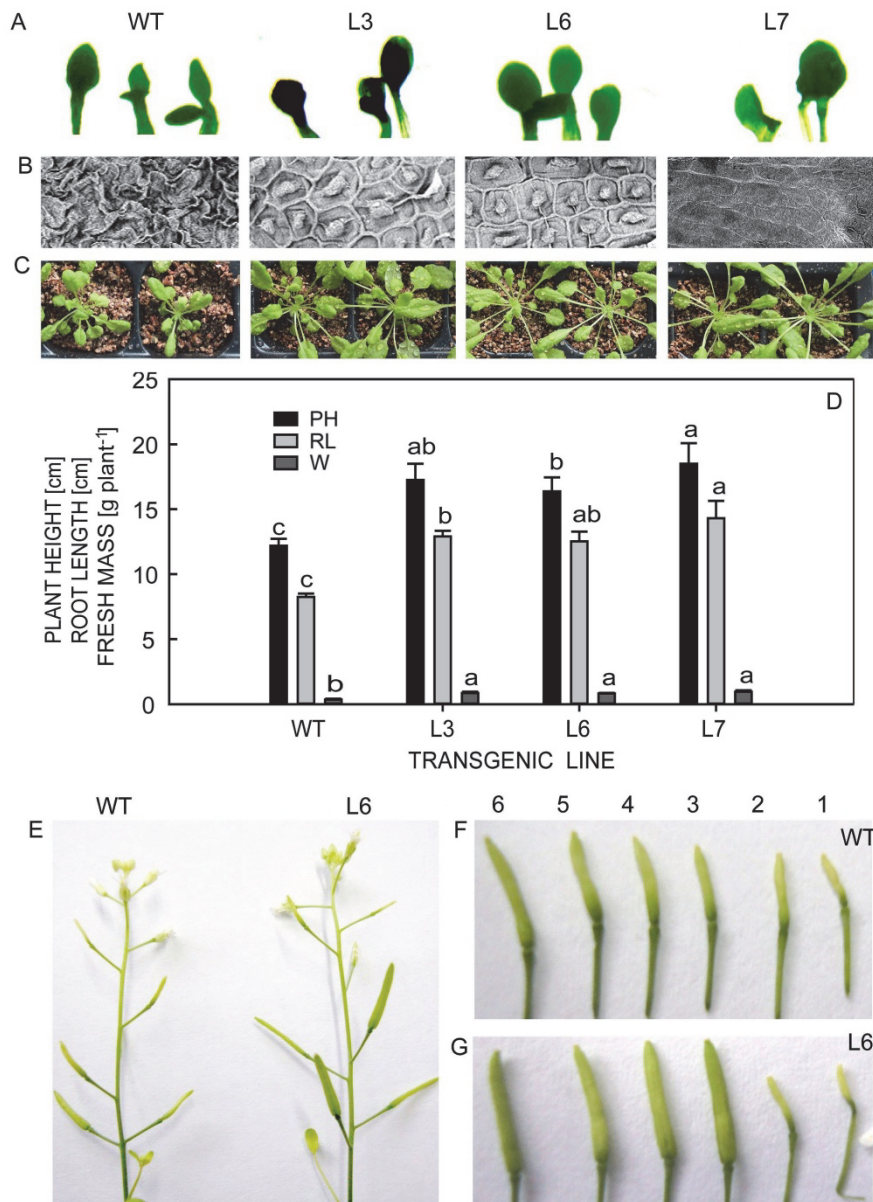 A WT L3 L6 L7
B
C
D
25
20
15
10
5
0
PLANT HEIGHT [cm]
ROOT LENGTH [cm]
FRESH MASS [g plant⁻¹]
PH
RL
W
c c b
ab b a
b ab a
a a a
WT L3 L6 L7
TRANSGENIC LINE
WT L6
E
6 5 4 3 2 1
F WT
G L6